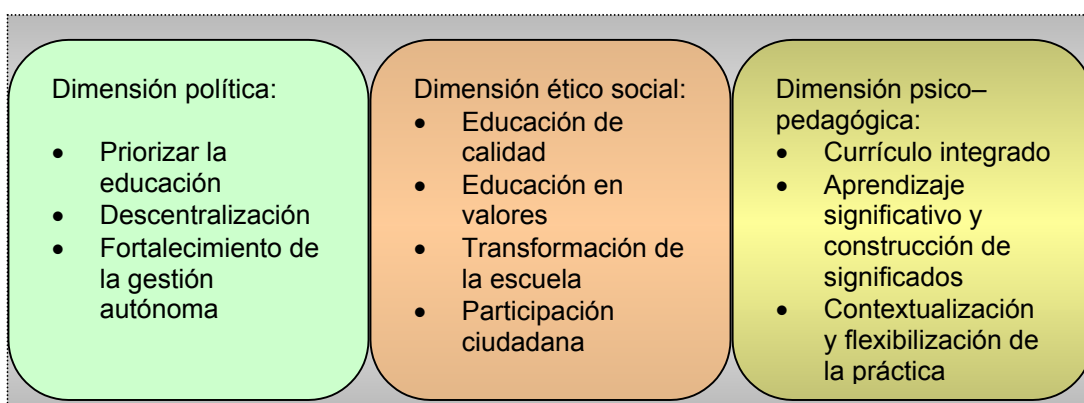 Dimensión política:
• Priorizar la
educación
• Descentralización
• Fortalecimiento de
la gestión
autónoma
Dimensión ético social:
• Educación de
calidad
• Educación en
valores
• Transformación de
la escuela
• Participación
ciudadana
Dimensión psico–
pedagógica:
• Currículo integrado
• Aprendizaje
significativo y
construcción de
significados
• Contextualización
y flexibilización de
la práctica